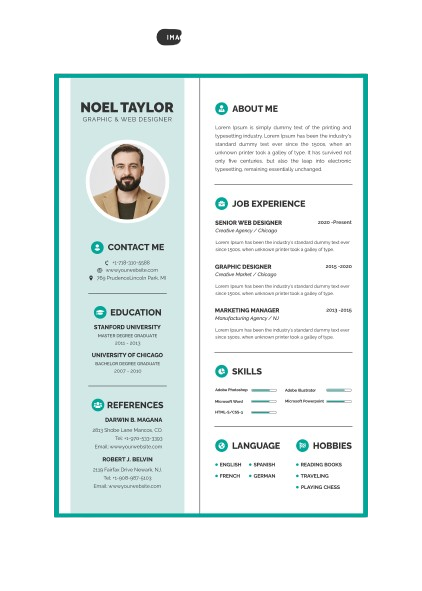 IMA
NOEL TAYLOR
GRAPHIC & WEB DESIGNER
CONTACT ME
+1-718-310-5588
www.yourwebsite.com
769 Prudence Lincoln Park, MI
EDUCATION
STANFORD UNIVERSITY
MASTER DEGREE GRADUATE
2011 - 2013
UNIVERSITY OF CHICAGO
BACHELOR DEGREE GRADUATE
2007 - 2010
REFERENCES
DARWIN B. MAGANA
2813 Shobe Lane Mancos, CO.
Tel: +1-970-533-3393
Email: www.yourwebsite.com
ROBERT J. BELVIN
2119 Fairfax Drive Newark, NJ.
Tel: +1-908-987-5103
Email: www.yourwebsite.com
ABOUT ME
Lorem Ipsum is simply dummy text of the printing and
typesetting industry. Lorem Ipsum has been the industry's
standard dummy text ever since the 1500s, when an
unknown printer took a galley of type. It has survived not
only five centuries, but also the leap into electronic
typesetting, remaining essentially unchanged.
JOB EXPERIENCE
SENIOR WEB DESIGNER 2020 -Present
Creative Agency / Chicago
Lorem Ipsum has been the industry's standard dummy text ever
since the 1500s, when an unknown printer took a galley of type.
GRAPHIC DESIGNER 2015 -2020
Creative Market / Chicago
Lorem Ipsum has been the industry's standard dummy text ever
since the 1500s, when an unknown printer took a galley of type.
MARKETING MANAGER 2013 -2015
Manufacturing Agency / NJ
Lorem Ipsum has been the industry's standard dummy text ever
since the 1500s, when an unknown printer took a galley of type.
SKILLS
Adobe Photoshop Adobe Illustrator
Microsoft Word Microsoft Powerpoint
HTML-5/CSS-3
LANGUAGE
ENGLISH SPANISH
FRENCH GERMAN
HOBBIES
READING BOOKS
TRAVELING
PLAYING CHESS